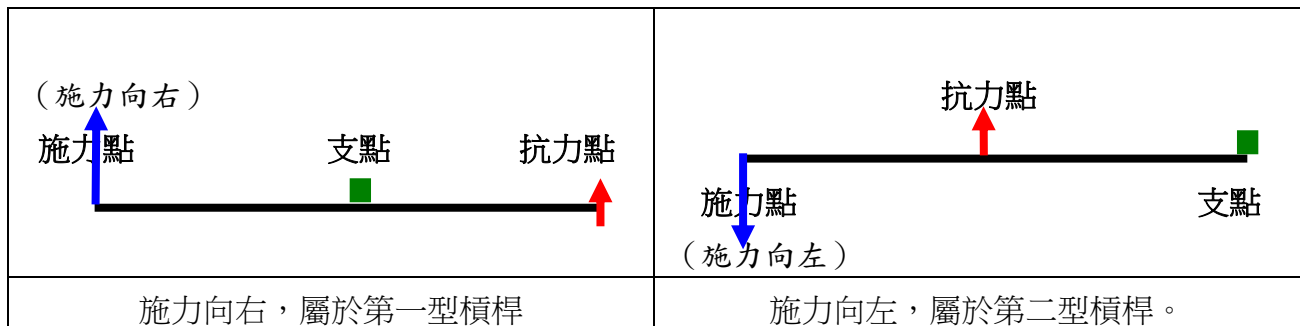 （施力向右）
施力點 支點 抗力點
施力向右，屬於第一型槓桿
抗力點
施力點 支點
（施力向左）
施力向左，屬於第二型槓桿。